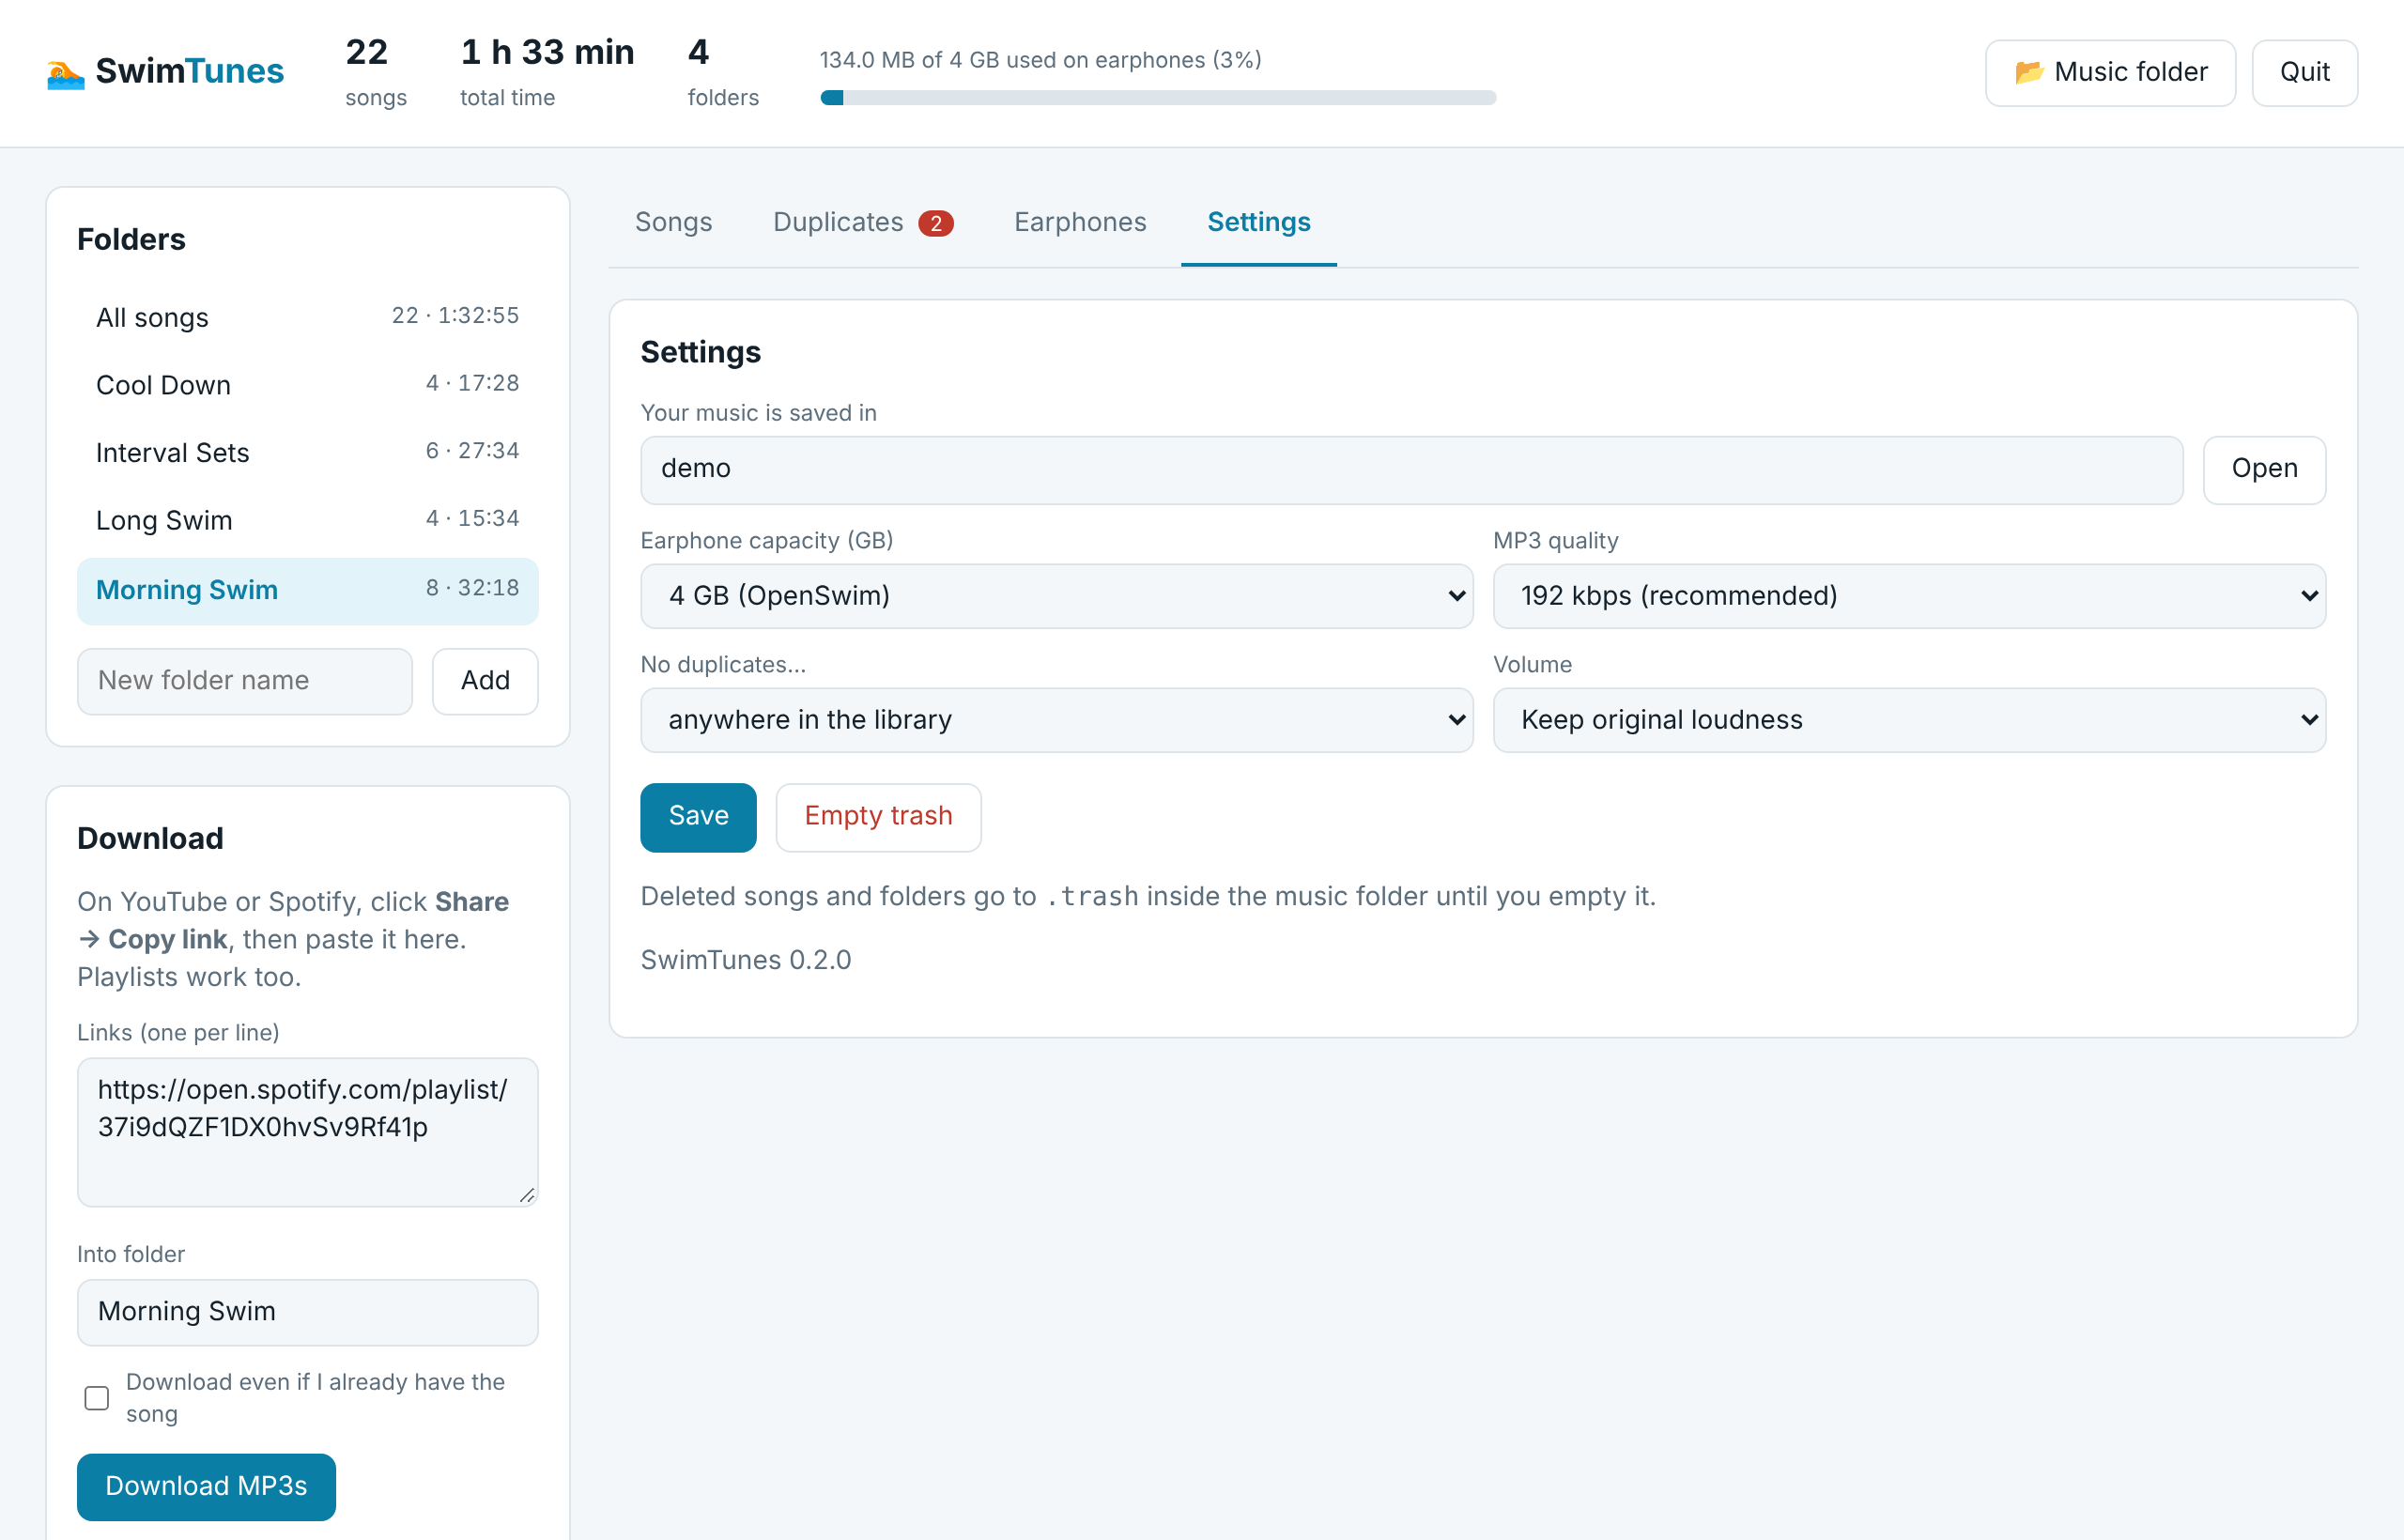 SwimTunes
22
songs
1 h 33 min
total time
4
folders
134.0 MB of 4 GB used on earphones (3%)
Music folder
Quit
Folders
All songs 22 · 1:32:55
Cool Down 4 · 17:28
Interval Sets 6 · 27:34
Long Swim 4 · 15:34
Morning Swim 8 · 32:18
New folder name
Add
Download
On YouTube or Spotify, click Share
→ Copy link, then paste it here.
Playlists work too.
Links (one per line)
https://open.spotify.com/playlist/
37i9dQZF1DX0hvSv9Rf41p
Into folder
Morning Swim
Download even if I already have the
song
Download MP3s
Songs
Duplicates 2
Earphones
Settings
Settings
Your music is saved in
demo
Open
Earphone capacity (GB)
4 GB (OpenSwim)
MP3 quality
192 kbps (recommended)
No duplicates...
anywhere in the library
Volume
Keep original loudness
Save
Empty trash
Deleted songs and folders go to .trash inside the music folder until you empty it.
SwimTunes 0.2.0